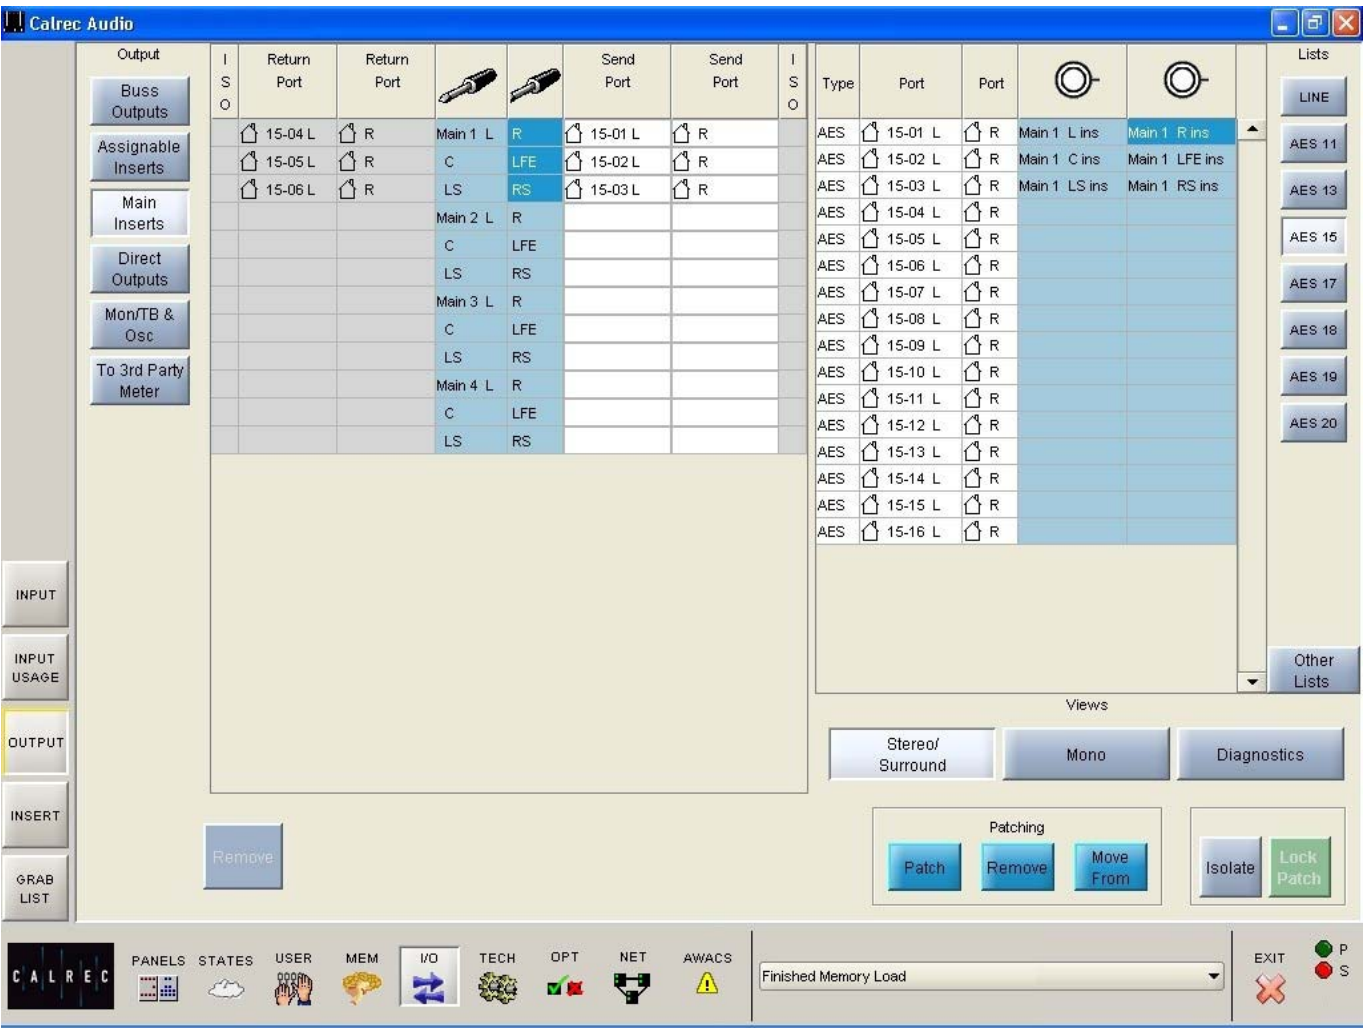 Calrec Audio
Output
Buss
Outputs
Assignable
Inserts
Main
Inserts
Direct
Outputs
Mon/TB &
Osc
To 3rd Party
Meter
INPUT
INPUT
USAGE
OUTPUT
INSERT
GRAB
LIST
I
S
O
Return
Port
Return
Port
Send
Port
Send
Port
I
S
O
15-04 L R Main 1 L R 15-01 L R
15-05 L R C LFE 15-02 L R
15-06 L R LS RS 15-03 L R
Main 2 L R
C LFE
LS RS
Main 3 L R
C LFE
LS RS
Main 4 L R
C LFE
LS RS
Type Port Port
AES 15-01 L R Main 1 L ins Main 1 R ins
AES 15-02 L R Main 1 C ins Main 1 LFE ins
AES 15-03 L R Main 1 LS ins Main 1 RS ins
AES 15-04 L R
AES 15-05 L R
AES 15-06 L R
AES 15-07 L R
AES 15-08 L R
AES 15-09 L R
AES 15-10 L R
AES 15-11 L R
AES 15-12 L R
AES 15-13 L R
AES 15-14 L R
AES 15-15 L R
AES 15-16 L R
Lists
LINE
AES 11
AES 13
AES 15
AES 17
AES 18
AES 19
AES 20
Other
Lists
Views
Stereo/
Surround
Mono
Diagnostics
Remove
Patching
Patch
Remove
Move
From
Isolate
Lock
Patch
CALREC
PANELS STATES USER MEM I/O TECH OPT NET AWACS
Finished Memory Load
EXIT
P
S